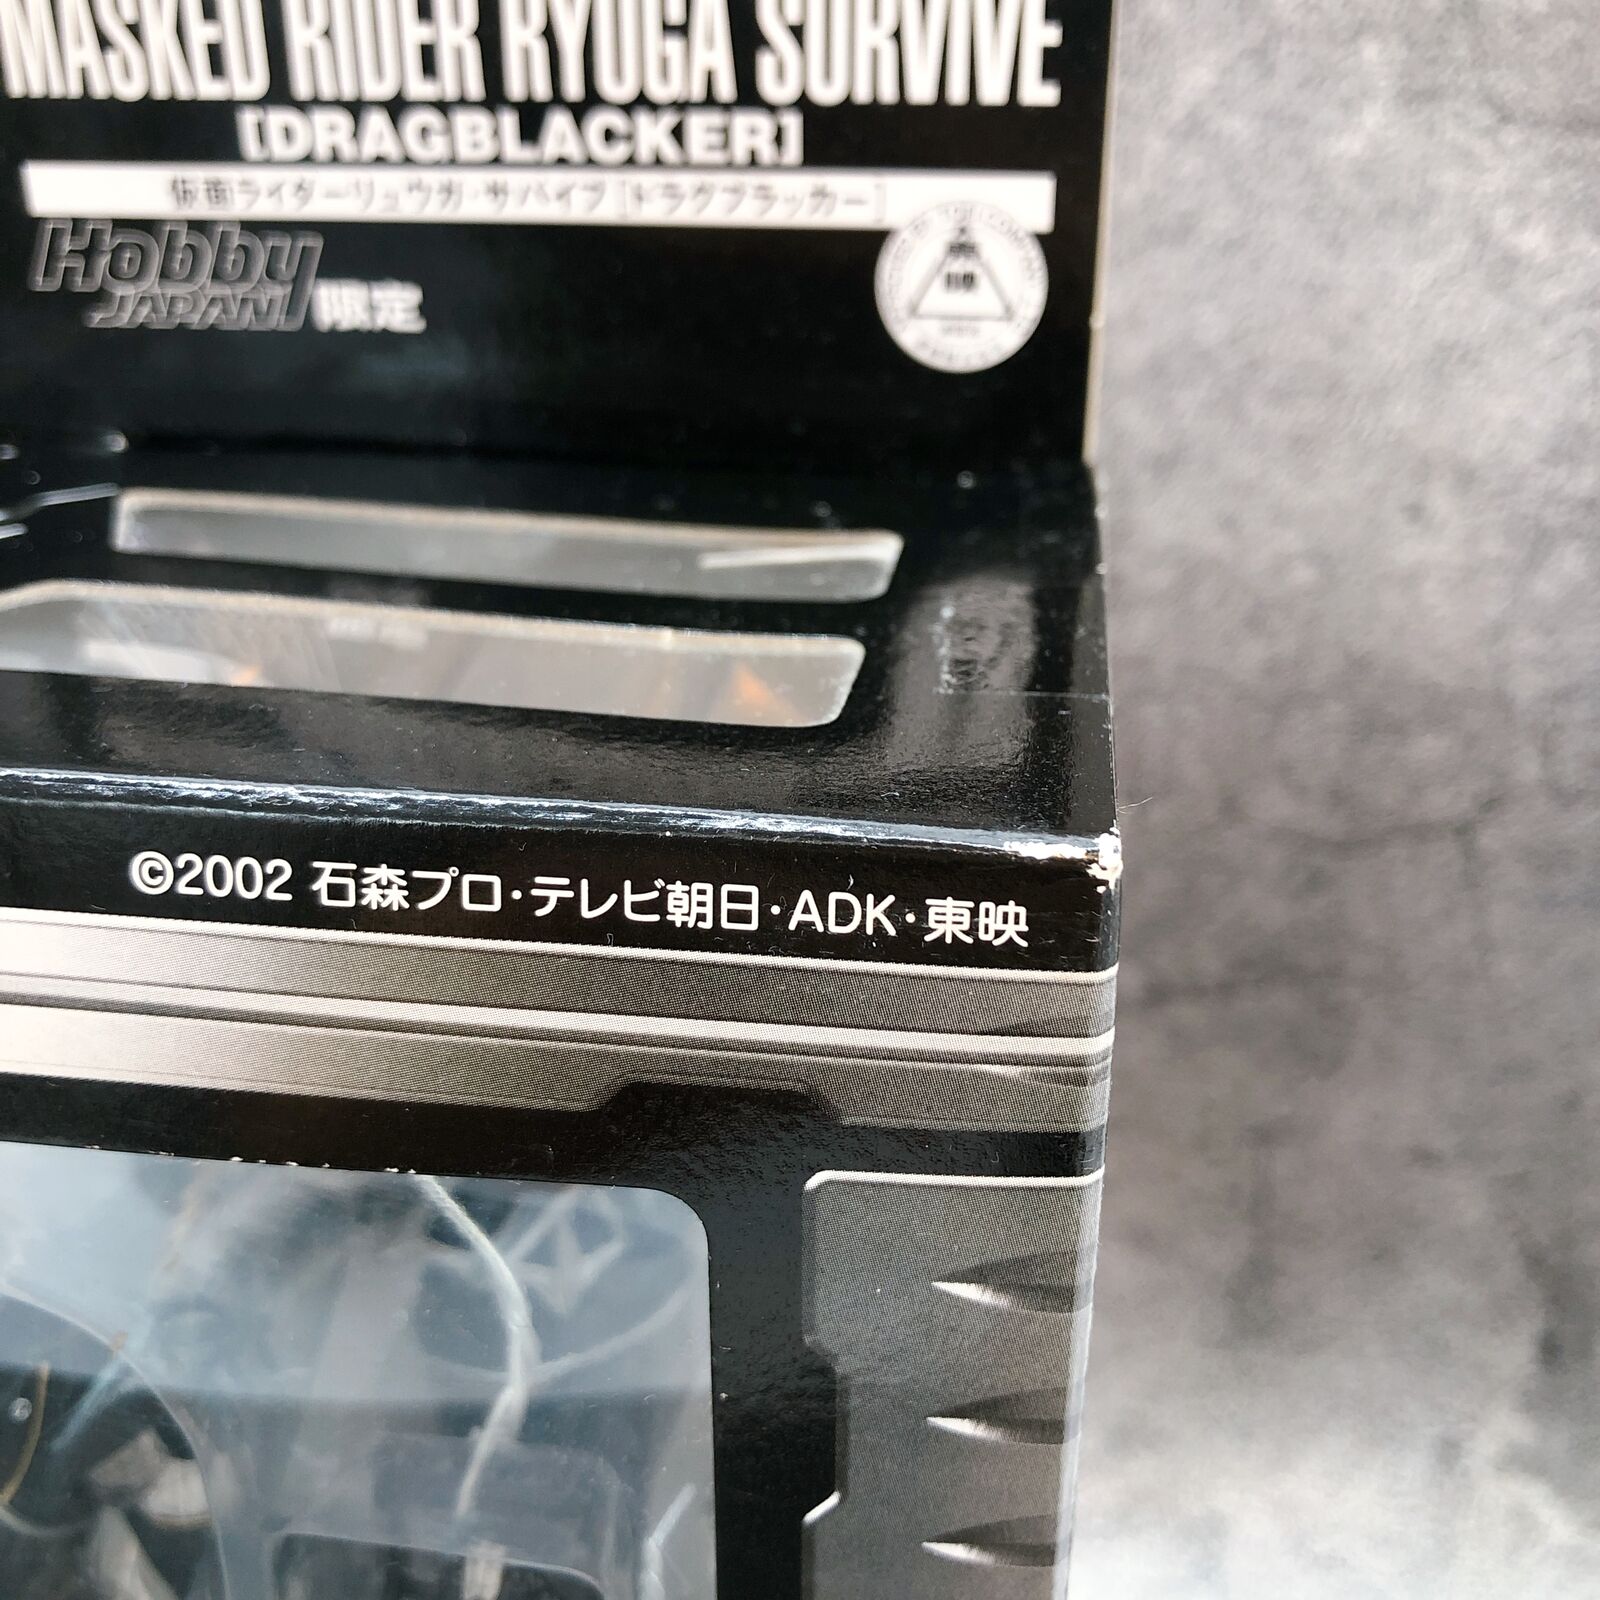 MASKED RIDER RYUGA SURVIVE
[DRAGBLACKER]
仮面ライダーリュウガ・サバイブ [ドラグブラッカー]
Hobby
JAPAN 限定
©2002 石森プロ・テレビ朝日・ADK・東映